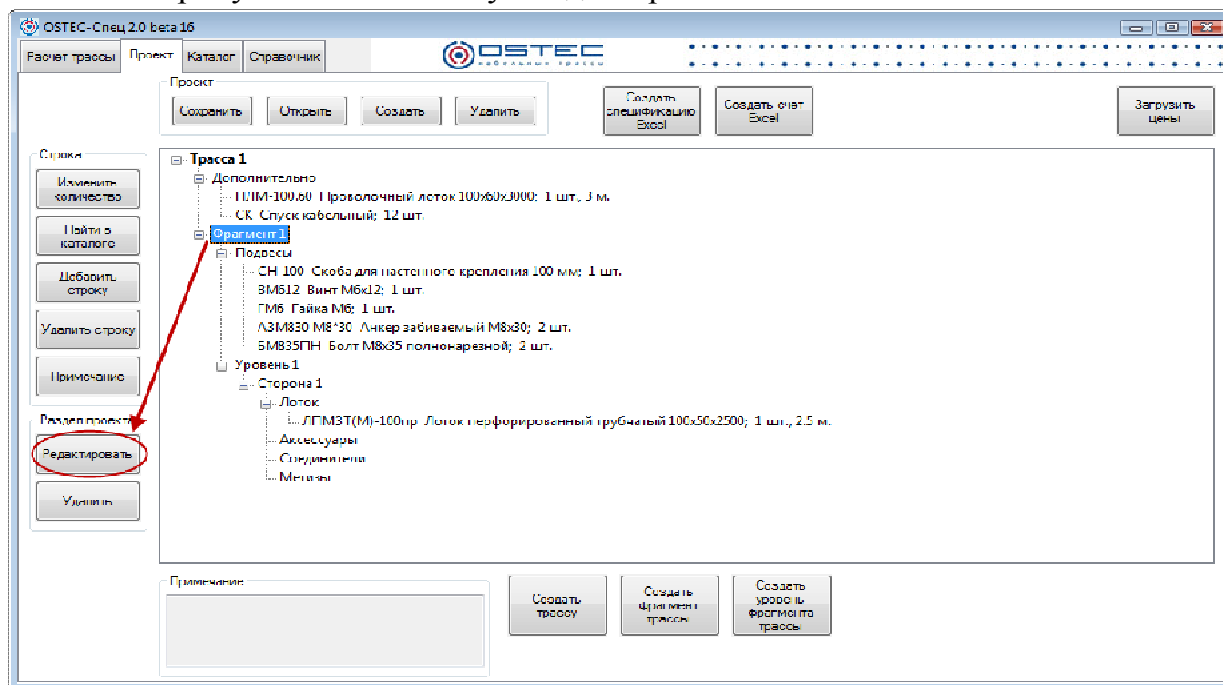 OSTEC-Спец 2.0 beta 16
Расчет трассы
Проект
Каталог
Справочник
OSTEC
кабельные трассы
Проект
Сохранить
Открыть
Создать
Удалить
Создать
спецификацию
Excel
Создать счет
Excel
Загрузить
цены
Строка
Изменить
количество
Найти в
каталоге
Добавить
строку
Удалить строку
Примечание
Раздел проекта
Редактировать
Удалить
Трасса 1
Дополнительно
ПЛМ-100.60 Проволочный лоток 100х60х3000; 1 шт., 3 м.
СК Спуск кабельный; 12 шт.
Фрагмент 1
Подвесы
СН-100 Скоба для настенного крепления 100 мм; 1 шт.
ВМ612 Винт М6х12; 1 шт.
ГМ6 Гайка М6; 1 шт.
АЗМ830 М8*30 Анкер забиваемый М8х30; 2 шт.
БМ835ПН Болт М8х35 полнонарезной; 2 шт.
Уровень 1
Сторона 1
Лоток
ЛПМЗТ(М)-100пр Лоток перфорированный трубчатый 100х50х2500; 1 шт., 2.5 м.
Аксессуары
Соединители
Метизы
Примечание
Создать
трассу
Создать
фрагмент
трассы
Создать
уровень
фрагмента
трассы